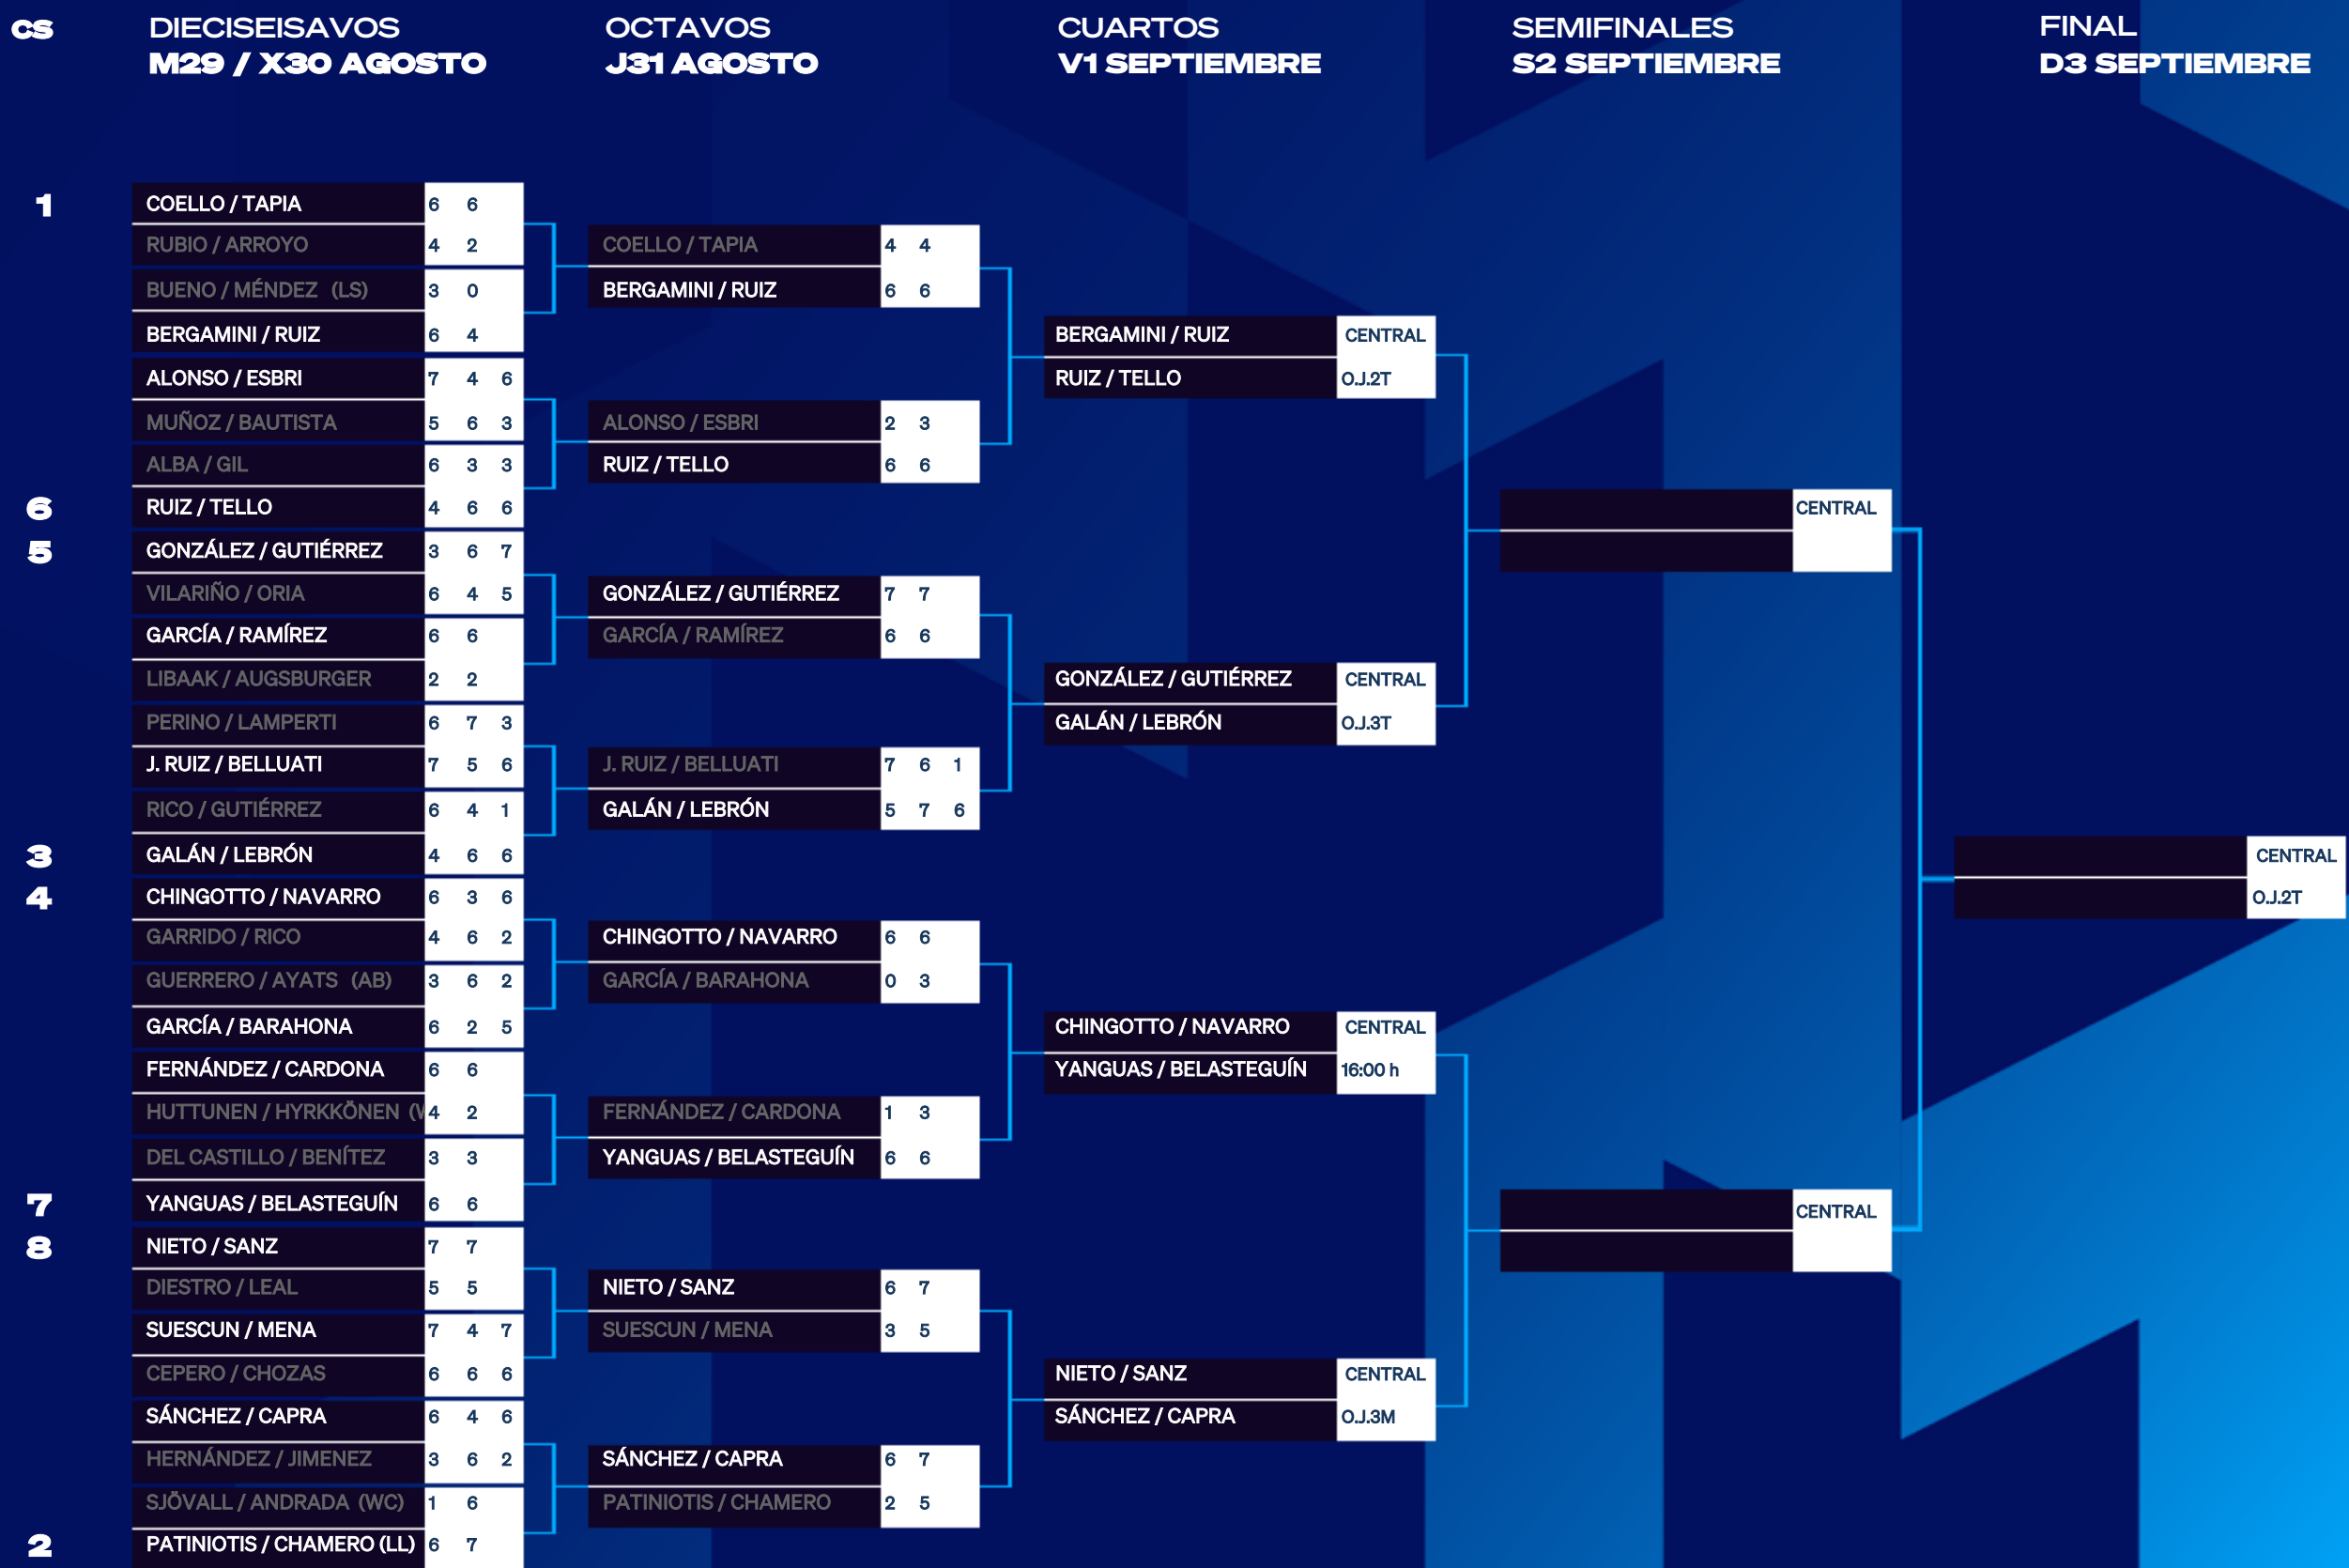 CS
DIECISEISAVOS
M29 / X30 AGOSTO
OCTAVOS
J31 AGOSTO
CUARTOS
V1 SEPTIEMBRE
SEMIFINALES
S2 SEPTIEMBRE
FINAL
D3 SEPTIEMBRE
1
COELLO / TAPIA 6 6
RUBIO / ARROYO 4 2
BUENO / MÉNDEZ (LS) 3 0
BERGAMINI / RUIZ 6 4
ALONSO / ESBRI 7 4 6
MUÑOZ / BAUTISTA 5 6 3
ALBA / GIL 6 3 3
6
RUIZ / TELLO 4 6 6
5
GONZÁLEZ / GUTIÉRREZ 3 6 7
VILARIÑO / ORIA 6 4 5
GARCÍA / RAMÍREZ 6 6
LIBAAK / AUGSBURGER 2 2
PERINO / LAMPERTI 6 7 3
J. RUIZ / BELLUATI 7 5 6
RICO / GUTIÉRREZ 6 4 1
3
GALÁN / LEBRÓN 4 6 6
4
CHINGOTTO / NAVARRO 6 3 6
GARRIDO / RICO 4 6 2
GUERRERO / AYATS (AB) 3 6 2
GARCÍA / BARAHONA 6 2 5
FERNÁNDEZ / CARDONA 6 6
HUTTUNEN / HYRKKÖNEN 4 2
DEL CASTILLO / BENÍTEZ 3 3
7
YANGUAS / BELASTEGUÍN 6 6
8
NIETO / SANZ 7 7
DIESTRO / LEAL 5 5
SUESCUN / MENA 7 4 7
CEPERO / CHOZAS 6 6 6
SÁNCHEZ / CAPRA 6 4 6
HERNÁNDEZ / JIMENEZ 3 6 2
SJÖVALL / ANDRADA (WC) 1 6
2
PATINIOTIS / CHAMERO (LL) 6 7
COELLO / TAPIA 4 4
BERGAMINI / RUIZ 6 6
ALONSO / ESBRI 2 3
RUIZ / TELLO 6 6
GONZÁLEZ / GUTIÉRREZ 7 7
GARCÍA / RAMÍREZ 6 6
J. RUIZ / BELLUATI 7 6 1
GALÁN / LEBRÓN 5 7 6
CHINGOTTO / NAVARRO 6 6
GARCÍA / BARAHONA 0 3
FERNÁNDEZ / CARDONA 1 3
YANGUAS / BELASTEGUÍN 6 6
NIETO / SANZ 6 7
SUESCUN / MENA 3 5
SÁNCHEZ / CAPRA 6 7
PATINIOTIS / CHAMERO 2 5
BERGAMINI / RUIZ CENTRAL
RUIZ / TELLO O.J.2T
GONZÁLEZ / GUTIÉRREZ CENTRAL
GALÁN / LEBRÓN O.J.3T
CHINGOTTO / NAVARRO CENTRAL
YANGUAS / BELASTEGUÍN 16:00 h
NIETO / SANZ CENTRAL
SÁNCHEZ / CAPRA O.J.3M
CENTRAL
CENTRAL
CENTRAL
O.J.2T